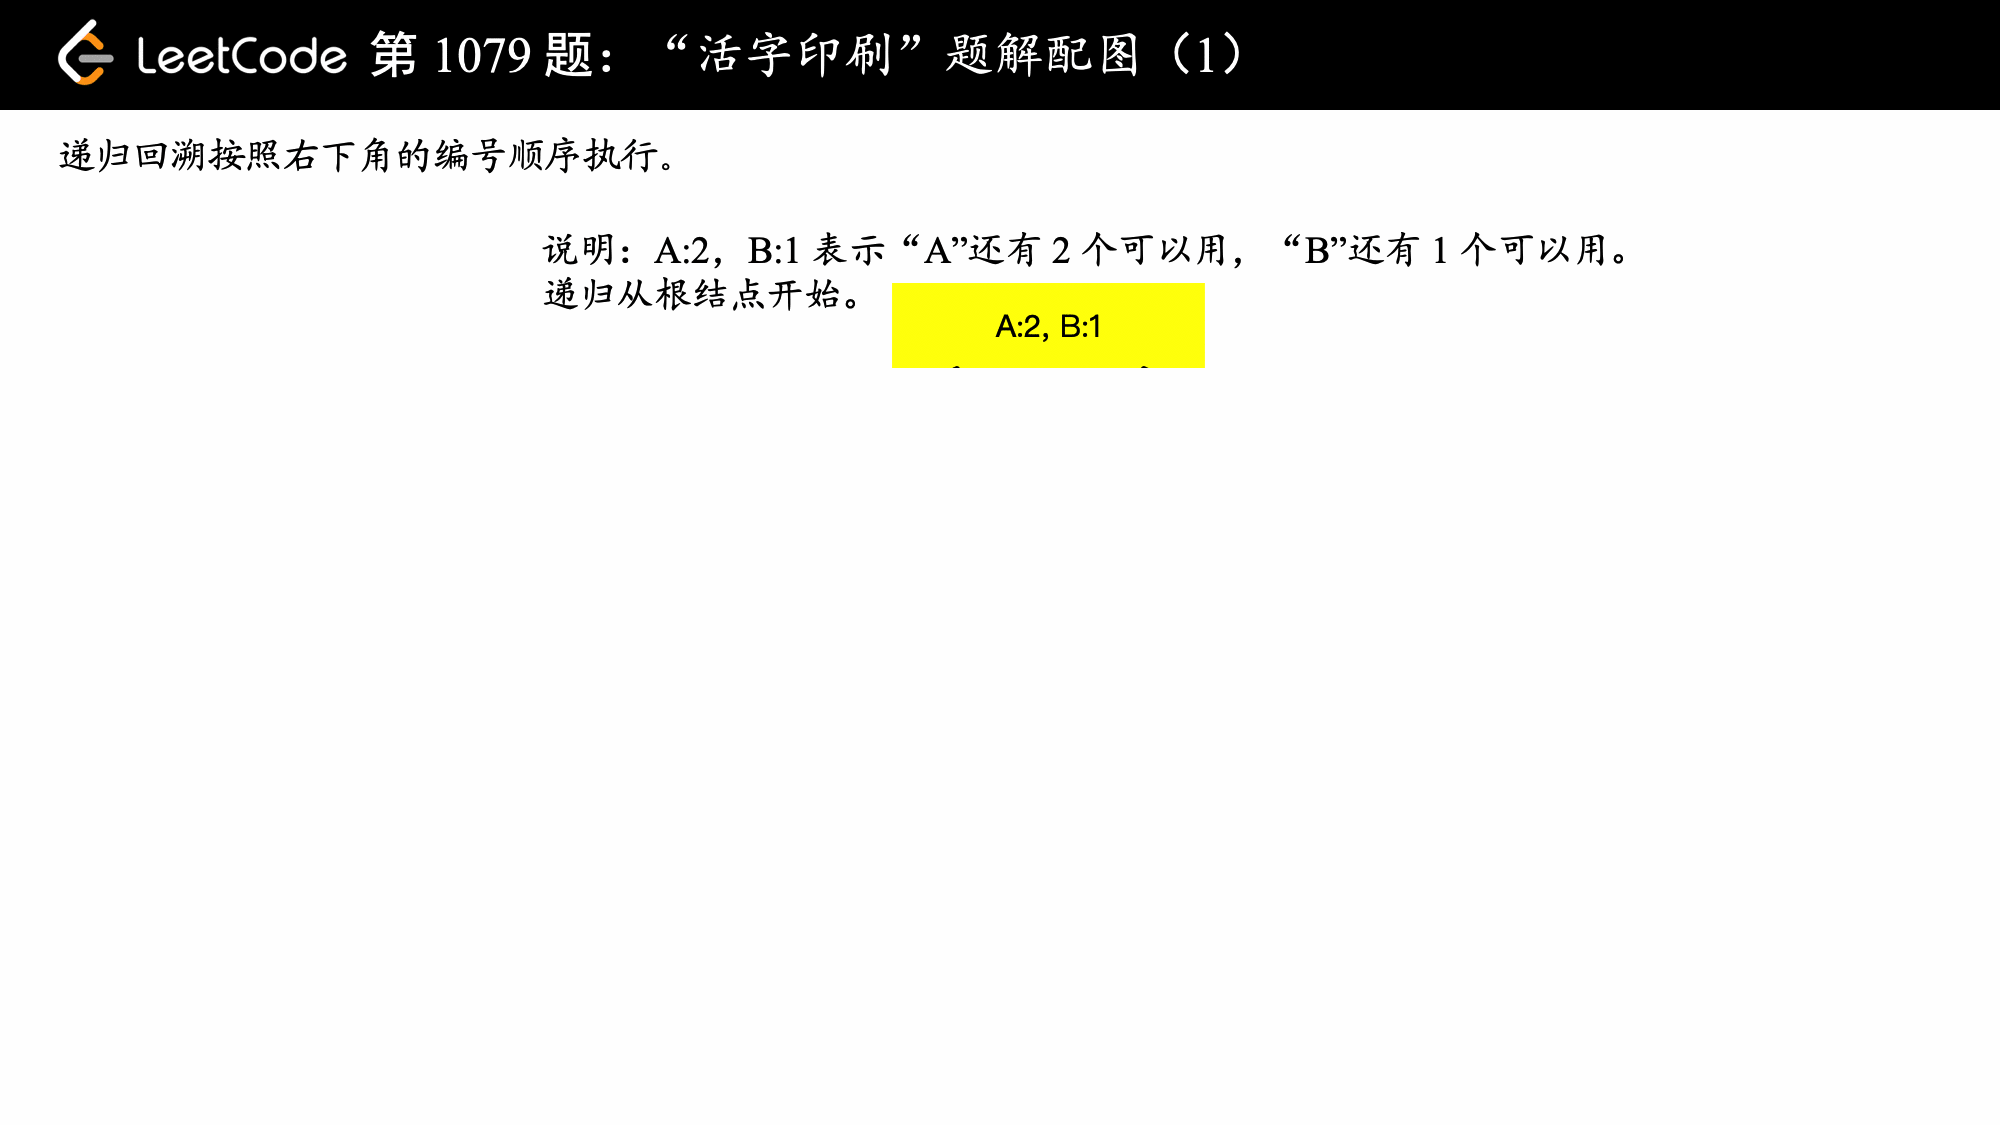 LeetCode 第 1079 题：“活字印刷”题解配图（1）
递归回溯按照右下角的编号顺序执行。
说明：A:2，B:1 表示“A”还有 2 个可以用，“B”还有 1 个可以用。
递归从根结点开始。
A:2, B:1